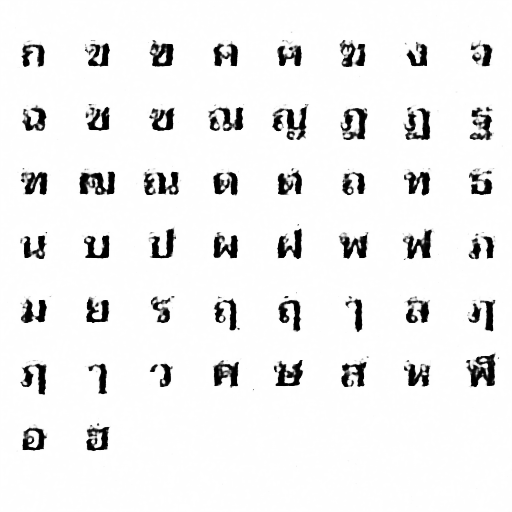 ก ข ฃ ค ฅ ฆ ง จ
ฉ ช ซ ฌ ญ ฎ ฏ ฐ
ฑ ฒ ณ ด ต ถ ท ธ
น บ ป ผ ฝ พ ฟ ภ
ม ย ร ฤ ฤ ๅ ล ฦ
ฦ ๅ ว ศ ษ ส ห ฬ
อ ฮ